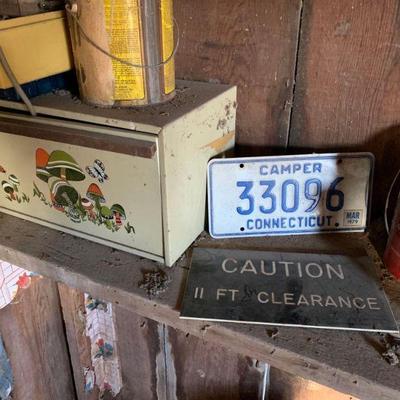 CAMPER
33096
CONNECTICUT
MAR
1979
CAUTION
11 FT. CLEARANCE